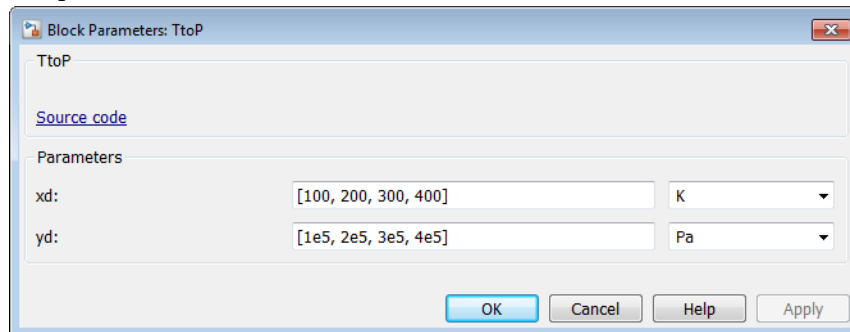 Block Parameters: TtoP
TtoP
Source code
Parameters
xd: [100, 200, 300, 400] K
yd: [1e5, 2e5, 3e5, 4e5] Pa
OK Cancel Help Apply